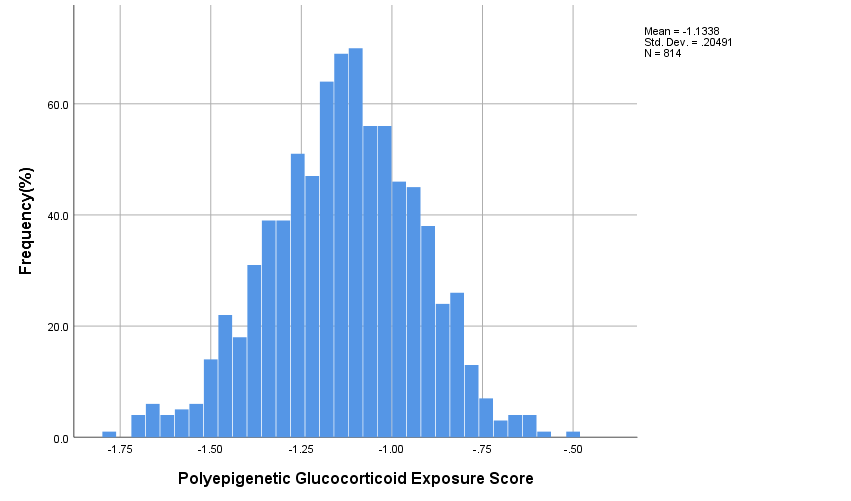 Mean = -1.1338
Std. Dev. = .20491
N = 814
Frequency(%)
60.0
40.0
20.0
0.0
-1.75
-1.50
-1.25
-1.00
-.75
-.50
Polyepigenetic Glucocorticoid Exposure Score